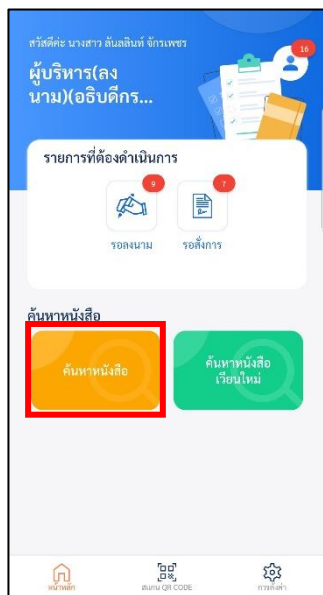 สวัสดีค่ะ นางสาว ลันลลินท์ จักรเพชร
16
ผู้บริหาร(ลง
นาม)(อธิบดีกร...
รายการที่ต้องดำเนินการ
9 7
รอลงนาม รอสั่งการ
ค้นหาหนังสือ
ค้นหาหนังสือ
ค้นหาหนังสือ
เวียนใหม่
หน้าหลัก สแกน QR CODE การตั้งค่า